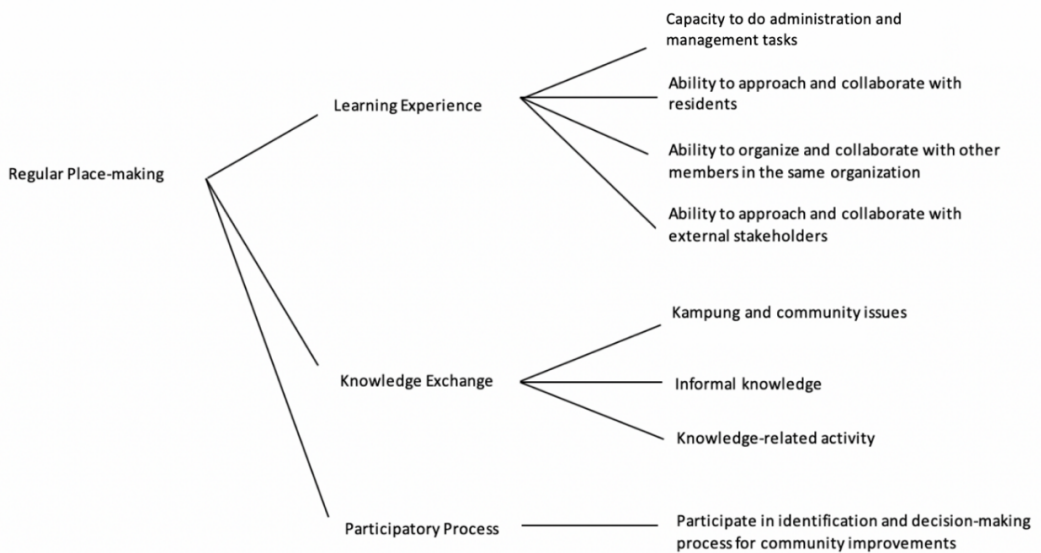 Regular Place-making
Learning Experience
Capacity to do administration and
management tasks
Ability to approach and collaborate with
residents
Ability to organize and collaborate with other
members in the same organization
Ability to approach and collaborate with
external stakeholders
Knowledge Exchange
Kampung and community issues
Informal knowledge
Knowledge-related activity
Participatory Process
Participate in identification and decision-making
process for community improvements